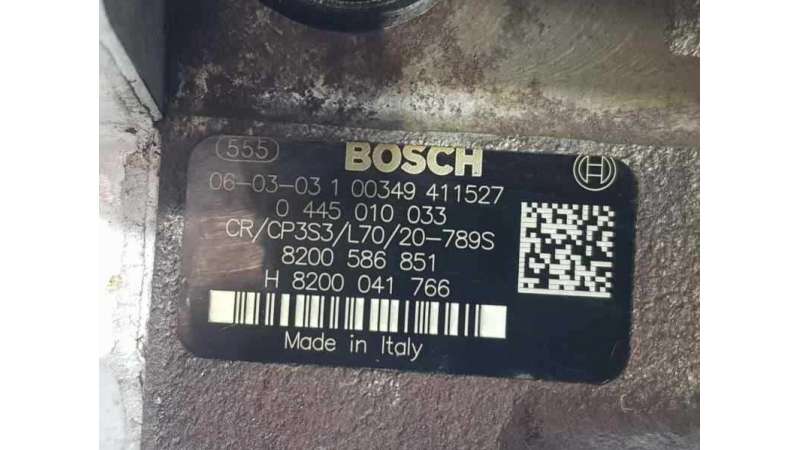 555 BOSCH
06-03-03 1 00349 411527
0 445 010 033
CR/CP3S3/L70/20-789S
8200 586 851
H 8200 041 766
Made in Italy